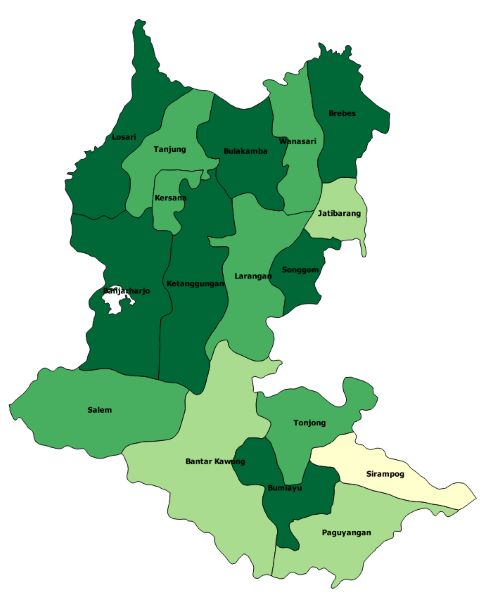 Brebes
Losari
Wanasari
Tanjung
Bulakamba
Kersana
Jatibarang
Songgom
Larangan
Ketanggungan
Banjarharjo
Salem
Tonjong
Bantar Kawung
Sirampog
Bumiayu
Paguyangan